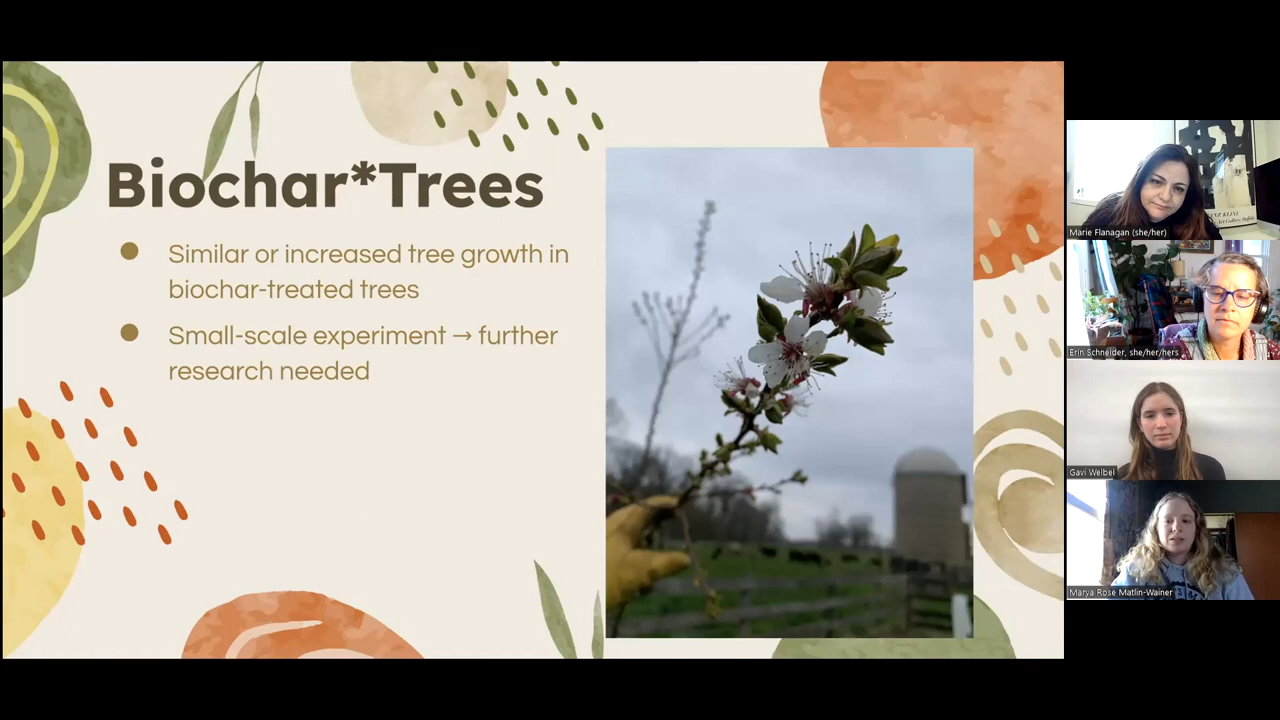 Biochar*Trees
● Similar or increased tree growth in
biochar-treated trees
● Small-scale experiment → further
research needed
Marie Flanagan (she/her)
Erin Schneider, she/her/hers
Gavi Welbel
Marya Rose Matlin-Wainer